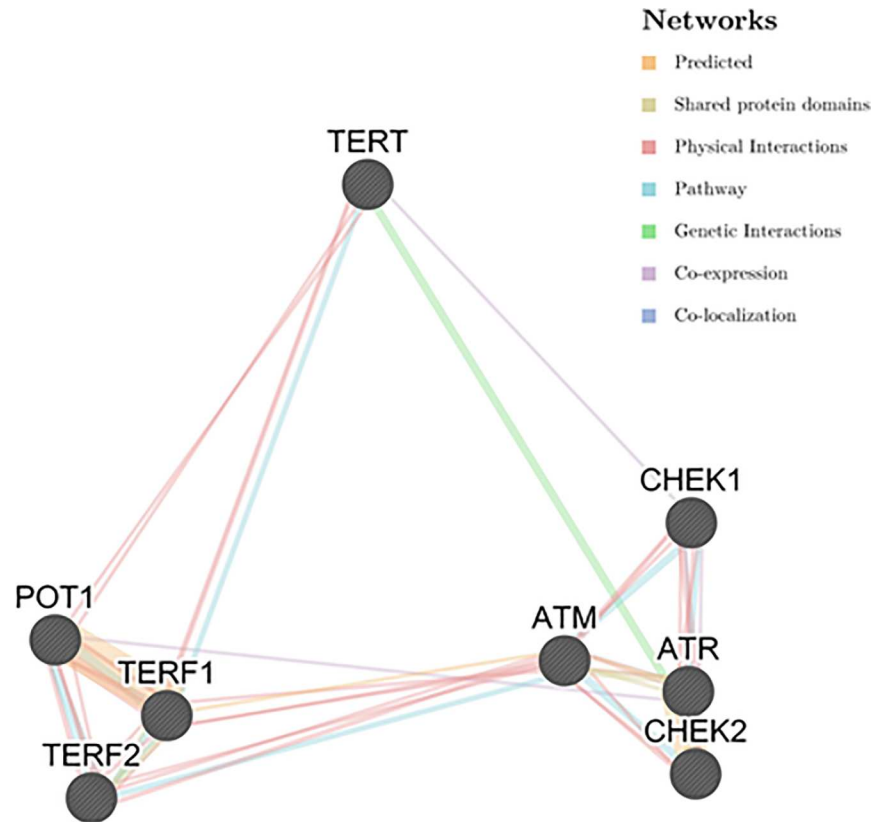 Networks
Predicted
Shared protein domains
Physical Interactions
Pathway
Genetic Interactions
Co-expression
Co-localization
TERT
CHEK1
POT1
ATM
TERF1
ATR
TERF2
CHEK2